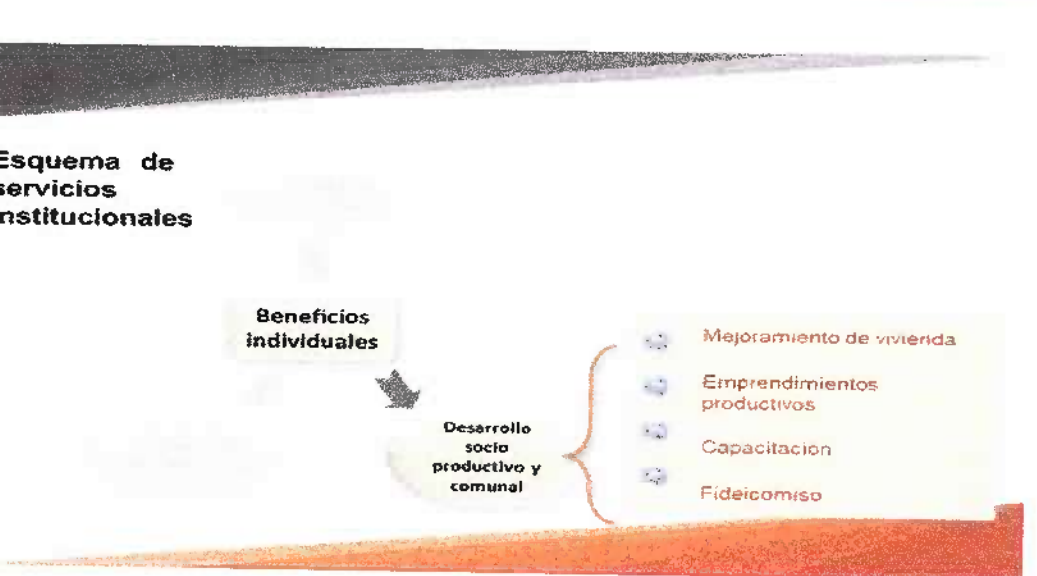 Esquema de
servicios
institucionales
Beneficios
individuales
Desarrollo
socio
productivo y
comunal
Mejoramiento de vivienda
Emprendimientos
productivos
Capacitacion
Fideicomiso